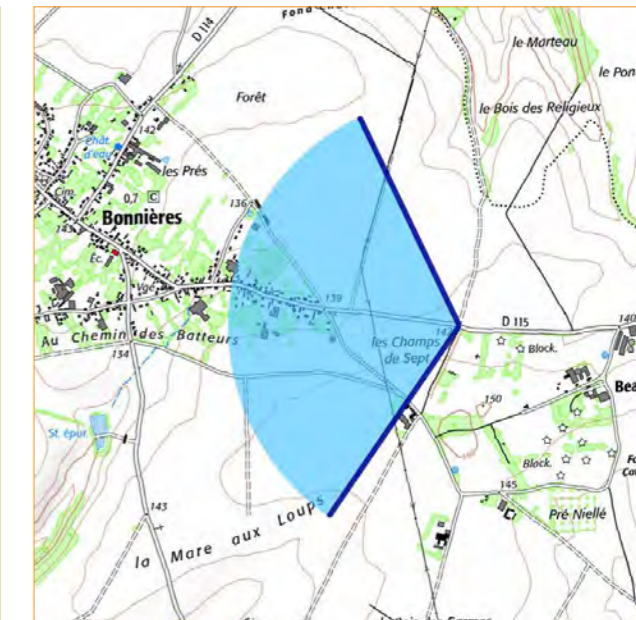 D 114
le Marteau
le Pon
Forêt
le Bois des Religieux
142
Chât.
d'eau
les Prés
Cim.
0,7 C
136
Bonnières
143
Éc.
Vge
139
D 115
140
Au Chemin des Batteurs
les Champs
de Sept
Block.
134
Bea
150
St. épur.
Block.
145
143
Pré Niellé
la Mare aux Loups